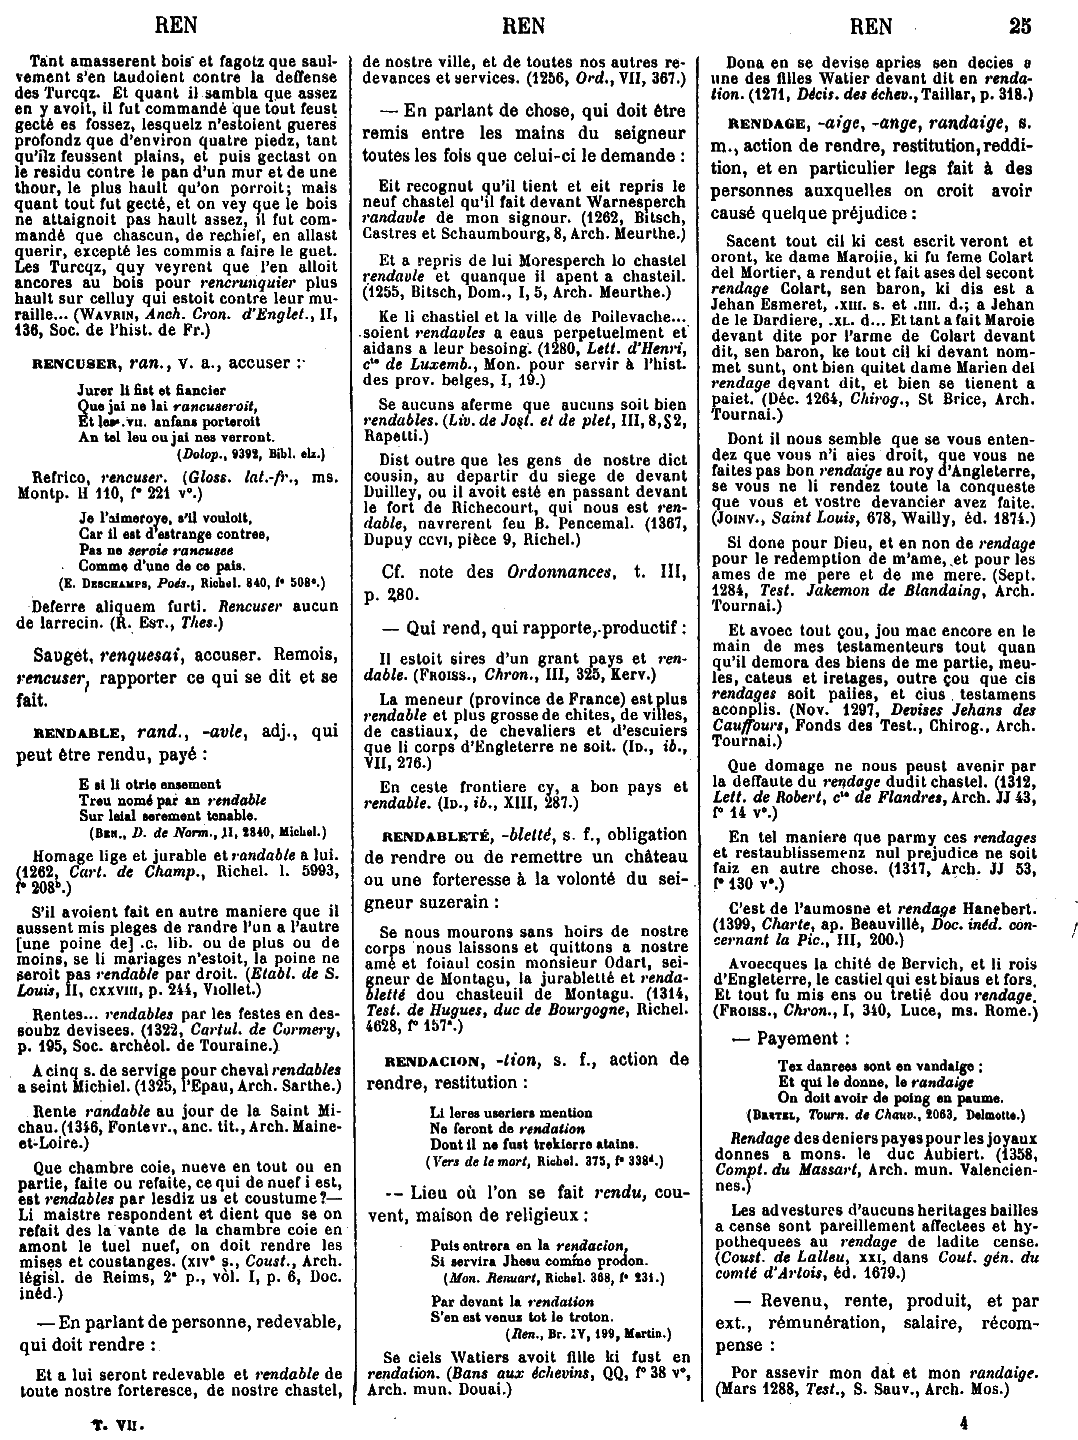 REN
REN
REN
25
Tant amasserent bois et fagotz que saul-
vement s'en taudoient contre la deffense
des Turcqz. Et quant il sambla que assez
en y avoit, il fut commandé que tout feust
gecté es fossez, lesquelz n'estoient gueres
profondz que d'environ quatre piedz, tant
qu'ilz feussent plains, et puis gectast on
le residu contre le pan d'un mur et de une
thour, le plus hault qu'on porroit; mais
quant tout fut gecté, et on vey que le bois
ne attaignoit pas hault assez, il fut com-
mandé que chascun, de rechief, en allast
querir, excepté les commis a faire le guet.
Les Turcqz, quy veyrent que l'en alloit
ancores au bois pour rencrunquier plus
hault sur celluy qui estoit contre leur mu-
raille... (WAVRIN, Anch. Cron. d'Englet., II,
136, Soc. de l'hist. de Fr.)
RENCUSER, ran., v. a., accuser :
Jurer li fist et fiancier
Que jai ne lai rancuseroit,
Et les .VII. anfans porteroit
An tel leu ou jai nes verront.
(Dolop., 9392, Bibl. elz.)
Refrico, rencuser. (Gloss. lat.-fr., ms.
Montp. H 110, f° 221 v°.)
Je l'aimeroye, s'il vouloit,
Car il est d'estrange contree,
Pas ne seroie rancusee
Comme d'une de ce pais.
(E. DESCHAMPS, Poés., Richel. 840, f° 508ᵃ.)
Deferre aliquem furti. Rencuser aucun
de larrecin. (R. EST., Thes.)
Sauget, renquesai, accuser. Remois,
rencuser, rapporter ce qui se dit et se
fait.
RENDABLE, rand., -avle, adj., qui
peut être rendu, payé :
E si li otrie ensement
Treu nomé par an rendable
Sur leial serement tenable.
(BEN., D. de Norm., II, 2840, Michel.)
Homage lige et jurable et randable a lui.
(1262, Cart. de Champ., Richel. l. 5993,
f° 208ᵇ.)
S'il avoient fait en autre maniere que il
aussent mis pleges de randre l'un a l'autre
[une poine de] .c. lib. ou de plus ou de
moins, se li mariages n'estoit, la poine ne
seroit pas rendable par droit. (Etabl. de S.
Louis, II, CXXVIII, p. 244, Viollet.)
Rentes... rendables par les festes en des-
soubz devisees. (1322, Cartul. de Cormery,
p. 195, Soc. archéol. de Touraine.)
A cinq s. de servige pour cheval rendables
a seint Michiel. (1325, l'Epau, Arch. Sarthe.)
Rente randable au jour de la Saint Mi-
chau. (1346, Fontevr., anc. tit., Arch. Maine-
et-Loire.)
Que chambre coie, nueve en tout ou en
partie, faite ou refaite, ce qui de nuef i est,
est rendables par lesdiz us et coustume?—
Li maistre respondent et dient que se on
refait des la vante de la chambre coie en
amont le tuel nuef, on doit rendre les
mises et coustanges. (XIVᵉ s., Coust., Arch.
législ. de Reims, 2ᵉ p., vol. I, p. 6, Doc.
inéd.)
— En parlant de personne, redevable,
qui doit rendre :
Et a lui seront redevable et rendable de
toute nostre forteresce, de nostre chastel,
T. VII.
de nostre ville, et de toutes nos autres re-
devances et services. (1256, Ord., VII, 367.)
— En parlant de chose, qui doit être
remis entre les mains du seigneur
toutes les fois que celui-ci le demande :
Eit recognut qu'il tient et eit repris le
neuf chastel qu'il fait devant Warnesperch
randavle de mon signour. (1262, Bitsch,
Castres et Schaumbourg, 8, Arch. Meurthe.)
Et a repris de lui Moresperch lo chastel
rendavle et quanque il apent a chasteil.
(1255, Bitsch, Dom., I, 5, Arch. Meurthe.)
Ke li chastiel et la ville de Poilevache...
soient rendavles a eaus perpetuelment et
aidans a leur besoing. (1280, Lett. d'Henri,
cᵗᵉ de Luxemb., Mon. pour servir à l'hist.
des prov. belges, I, 19.)
Se aucuns aferme que aucuns soit bien
rendables. (Liv. de Jost. et de plet, III, 8, § 2,
Rapetti.)
Dist outre que les gens de nostre dict
cousin, au departir du siege de devant
Duilley, ou il avoit esté en passant devant
le fort de Richecourt, qui nous est ren-
dable, navrerent feu B. Pencemal. (1367,
Dupuy CCVI, pièce 9, Richel.)
Cf. note des Ordonnances, t. III,
p. 280.
— Qui rend, qui rapporte, productif :
Il estoit sires d'un grant pays et ren-
dable. (FROISS., Chron., III, 325, Kerv.)
La meneur (province de France) est plus
rendable et plus grosse de chites, de villes,
de castiaux, de chevaliers et d'escuiers
que li corps d'Engleterre ne soit. (ID., ib.,
VII, 276.)
En ceste frontiere cy, a bon pays et
rendable. (ID., ib., XIII, 287.)
RENDABLETÉ, -bletté, s. f., obligation
de rendre ou de remettre un château
ou une forteresse à la volonté du sei-
gneur suzerain :
Se nous mourons sans hoirs de nostre
corps nous laissons et quittons a nostre
amé et foiaul cosin monsieur Odart, sei-
gneur de Montagu, la jurabletté et renda-
bletté dou chasteuil de Montagu. (1314,
Test. de Hugues, duc de Bourgogne, Richel.
4628, f° 157ᵃ.)
RENDACION, -tion, s. f., action de
rendre, restitution :
Li leres useriers mention
Ne feront de rendation
Dont il ne fust trekierre atains.
(Vers de le mort, Richel. 375, f° 338ᵈ.)
-- Lieu où l'on se fait rendu, cou-
vent, maison de religieux :
Puis entrera en la rendacion,
Si servira Jhesu comme prodon.
(Mon. Renuart, Richel. 368, f° 231.)
Par devant la rendation
S'en est venuz tot le troton.
(Ren., Br. IV, 199, Martin.)
Se ciels Watiers avoit fille ki fust en
rendation. (Bans aux échevins, QQ, f° 38 v°,
Arch. mun. Douai.)
Dona en se devise apries sen decies a
une des filles Watier devant dit en renda-
tion. (1271, Décis. des échev., Taillar, p. 318.)
RENDAGE, -aige, -ange, randaige, s.
m., action de rendre, restitution, reddi-
tion, et en particulier legs fait à des
personnes auxquelles on croit avoir
causé quelque préjudice :
Sacent tout cil ki cest escrit veront et
oront, ke dame Maroiie, ki fu feme Colart
del Mortier, a rendut et fait ases del secont
rendage Colart, sen baron, ki dis est a
Jehan Esmeret, .XIII. s. et .IIII. d.; a Jehan
de le Dardiere, .XL. d... Et tant a fait Maroie
devant dite por l'arme de Colart devant
dit, sen baron, ke tout cil ki devant nom-
met sunt, ont bien quitet dame Marien del
rendage devant dit, et bien se tienent a
paiet. (Déc. 1264, Chirog., St Brice, Arch.
Tournai.)
Dont il nous semble que se vous enten-
dez que vous n'i aies droit, que vous ne
faites pas bon rendaige au roy d'Angleterre,
se vous ne li rendez toute la conqueste
que vous et vostre devancier avez faite.
(JOINV., Saint Louis, 678, Wailly, éd. 1874.)
Si done pour Dieu, et en non de rendage
pour le redemption de m'ame, et pour les
ames de me pere et de me mere. (Sept.
1284, Test. Jakemon de Blandaing, Arch.
Tournai.)
Et avoec tout çou, jou mac encore en le
main de mes testamenteurs tout quan
qu'il demora des biens de me partie, meu-
les, cateus et iretages, outre çou que cis
rendages soit paiies, et cius testamens
aconplis. (Nov. 1297, Devises Jehans des
Cauffours, Fonds des Test., Chirog., Arch.
Tournai.)
Que domage ne nous peust avenir par
la deffaute du rendage dudit chastel. (1312,
Lett. de Robert, cᵗᵉ de Flandres, Arch. JJ 43,
f° 14 v°.)
En tel maniere que parmy ces rendages
et restaublissemenz nul prejudice ne soit
faiz en autre chose. (1317, Arch. JJ 53,
f° 130 v°.)
C'est de l'aumosne et rendage Hanebert.
(1399, Charte, ap. Beauvillé, Doc. inéd. con-
cernant la Pic., III, 200.)
Avoecques la chité de Bervich, et li rois
d'Engleterre, le castiel qui est biaus et fors.
Et tout fu mis ens ou tretié dou rendage.
(FROISS., Chron., I, 340, Luce, ms. Rome.)
— Payement :
Tex danrees sont en vandaige ;
Et qui le donne, le randaige
On doit avoir de poing en paume.
(BRETEL, Tourn. de Chauv., 2063, Delmotte.)
Rendage des deniers payes pour les joyaux
donnes a mons. le duc Aubiert. (1358,
Compt. du Massart, Arch. mun. Valencien-
nes.)
Les advestures d'aucuns heritages bailles
a cense sont pareillement affectees et hy-
pothequees au rendage de ladite cense.
(Coust. de Lalleu, XXI, dans Cout. gén. du
comté d'Artois, éd. 1679.)
— Revenu, rente, produit, et par
ext., rémunération, salaire, récom-
pense :
Por assevir mon dat et mon randaige.
(Mars 1288, Test., S. Sauv., Arch. Mos.)
4